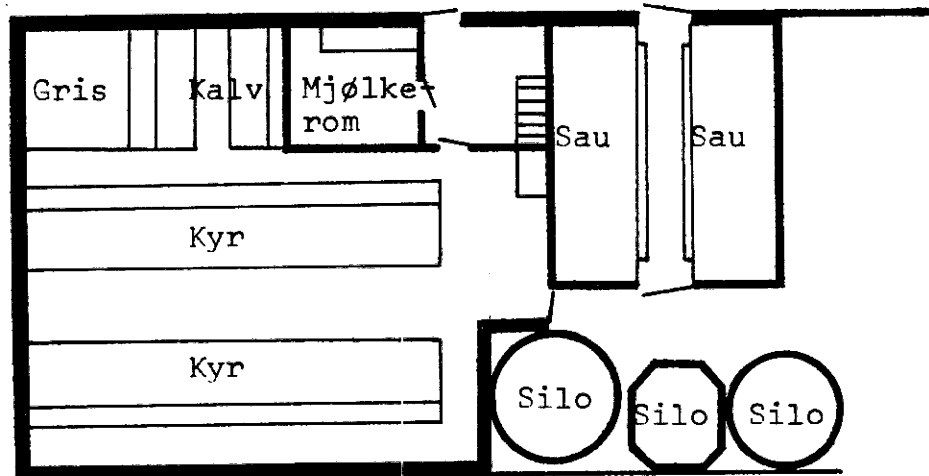 Gris
Kalv
Mjølke-
rom
Sau
Sau
Kyr
Kyr
Silo
Silo
Silo